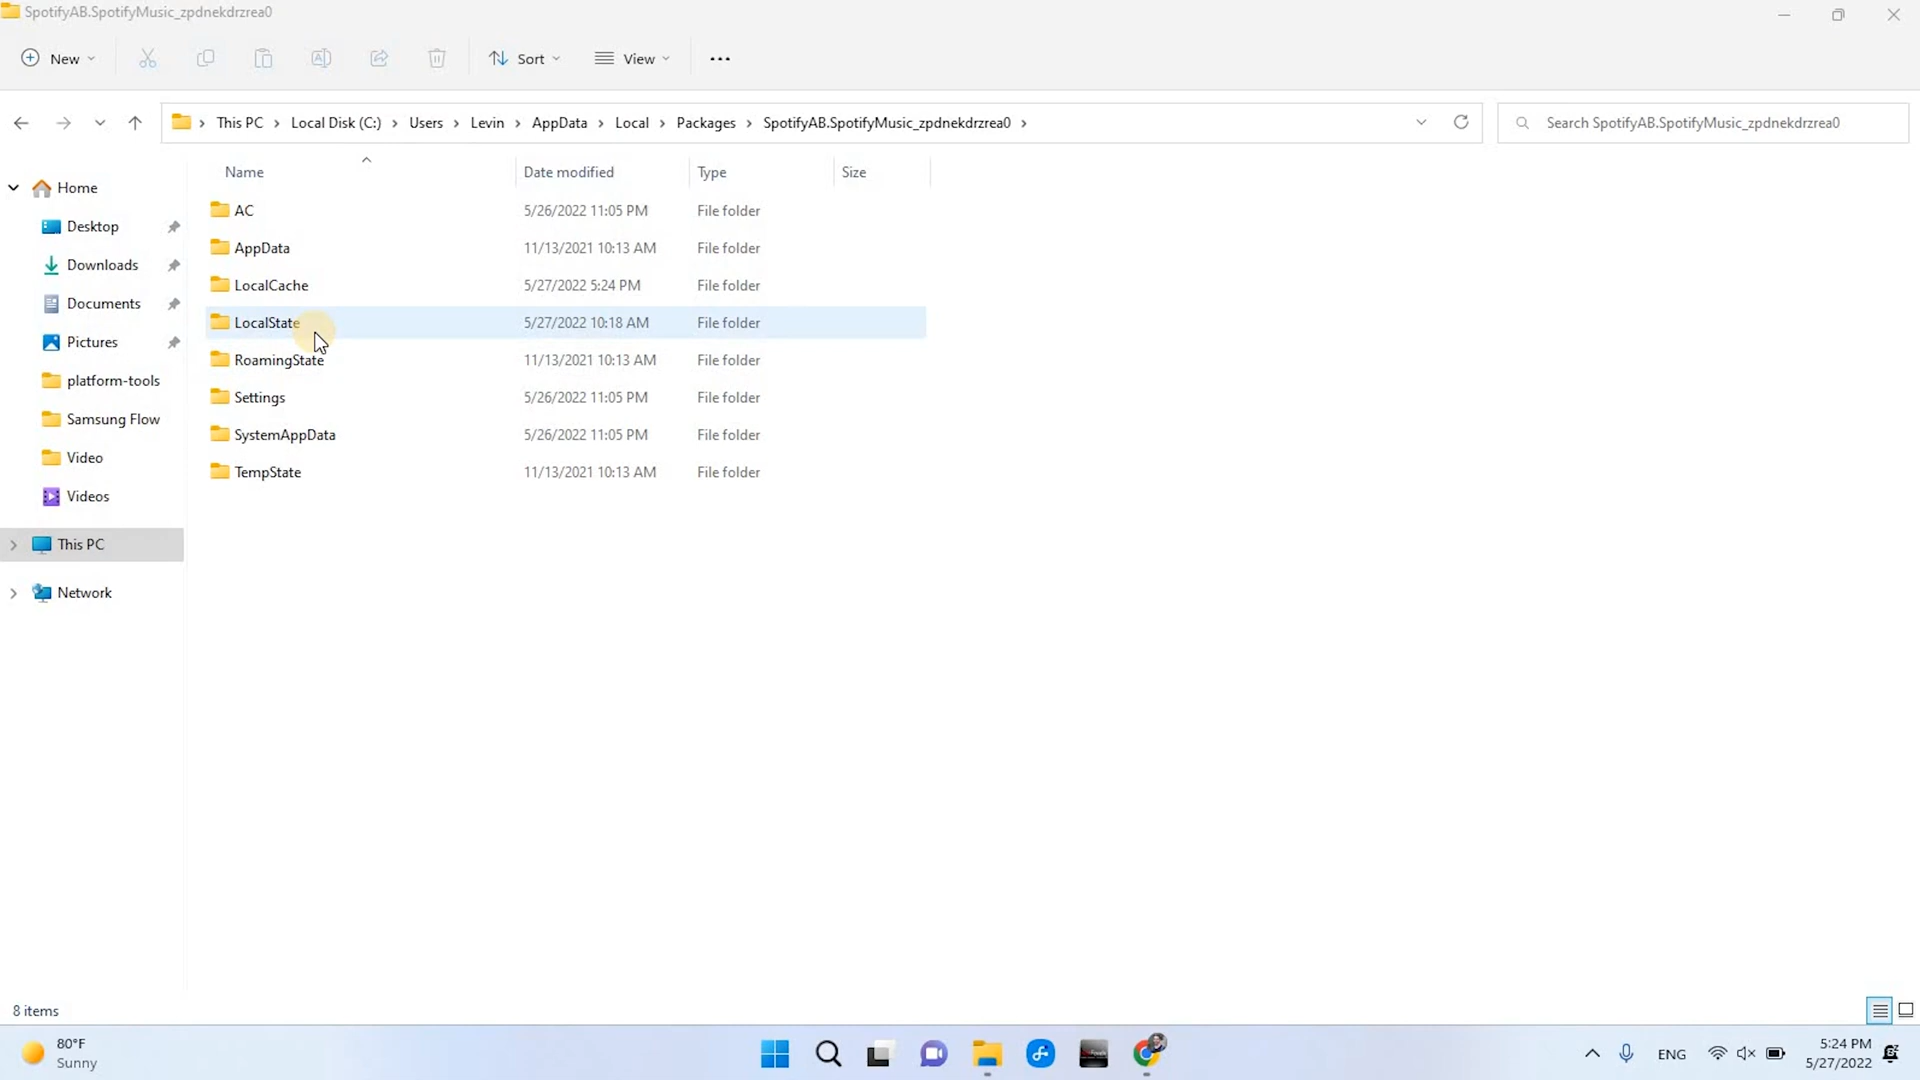 SpotifyAB.SpotifyMusic_zpdnekdrzrea0
New Sort View
This PC Local Disk (C:) Users Levin AppData Local Packages SpotifyAB.SpotifyMusic_zpdnekdrzrea0
Search SpotifyAB.SpotifyMusic_zpdnekdrzrea0
Home
Desktop
Downloads
Documents
Pictures
platform-tools
Samsung Flow
Video
Videos
This PC
Network
Name Date modified Type Size
AC 5/26/2022 11:05 PM File folder
AppData 11/13/2021 10:13 AM File folder
LocalCache 5/27/2022 5:24 PM File folder
LocalState 5/27/2022 10:18 AM File folder
RoamingState 11/13/2021 10:13 AM File folder
Settings 5/26/2022 11:05 PM File folder
SystemAppData 5/26/2022 11:05 PM File folder
TempState 11/13/2021 10:13 AM File folder
8 items
80°F
Sunny
ENG
5:24 PM
5/27/2022